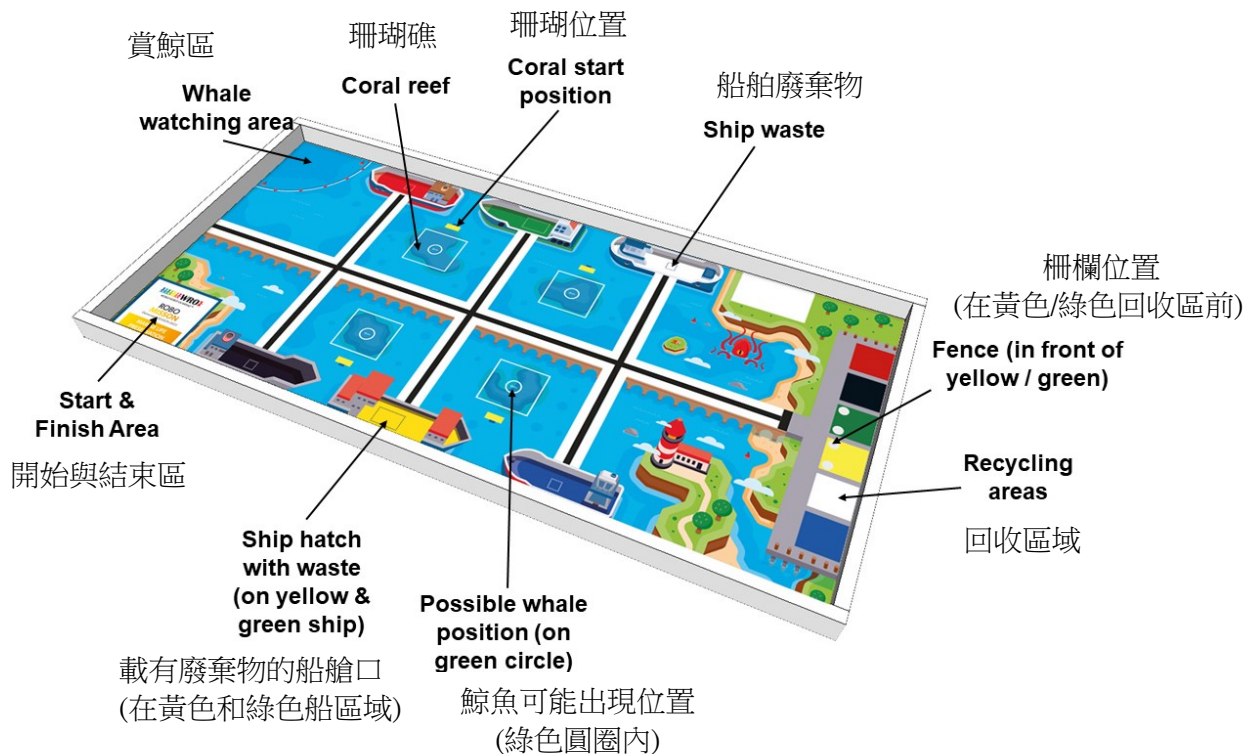 賞鯨區
Whale
watching area
珊瑚礁
Coral reef
珊瑚位置
Coral start
position
船舶廢棄物
Ship waste
柵欄位置
(在黃色/綠色回收區前)
Fence (in front of
yellow / green)
Recycling
areas
回收區域
WRO
ROBO
MISSION
Start &
Finish Area
開始與結束區
Ship hatch
with waste
(on yellow &
green ship)
載有廢棄物的船艙口
(在黃色和綠色船區域)
Possible whale
position (on
green circle)
鯨魚可能出現位置
(綠色圓圈內)